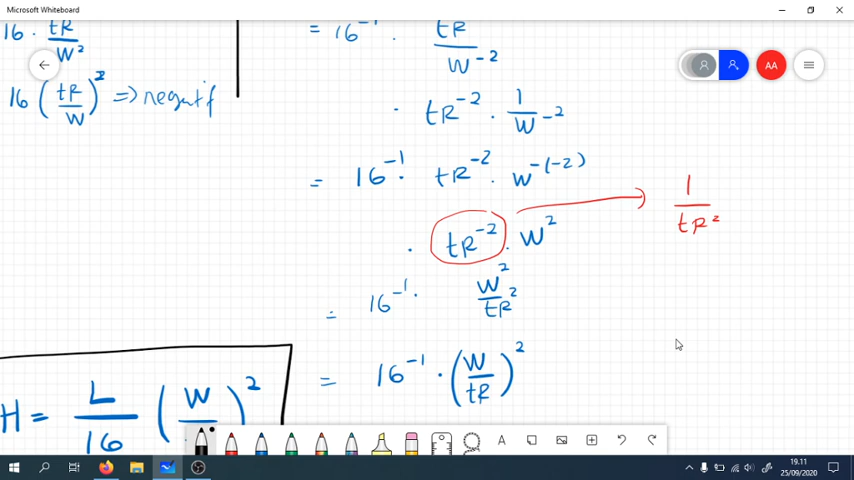 Microsoft Whiteboard
AA
16 · tR/W²
16 (tR/W)² => negatif
= 16⁻¹ · tR/W⁻²
· tR⁻² · 1/W⁻²
= 16⁻¹ · tR⁻² · W⁻⁽⁻²⁾
· tR⁻² · W²
1/tR²
= 16⁻¹ · W²/tR²
= 16⁻¹ · (W/tR)²
H = L/16 (W/ )²
A
19.11
25/09/2020